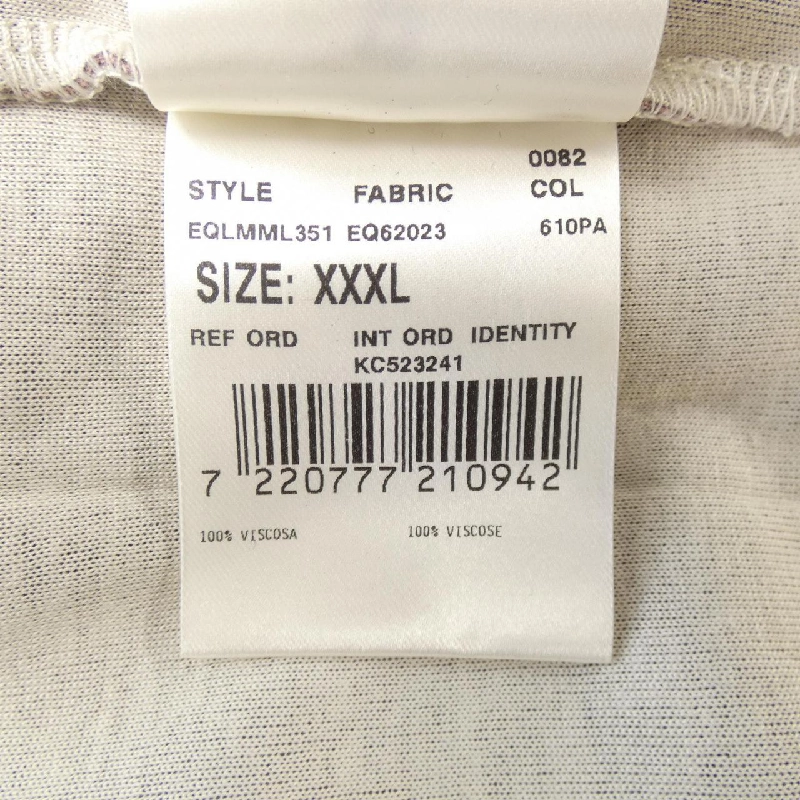 0082
STYLE FABRIC COL
EQLMML351 EQ62023 610PA
SIZE: XXXL
REF ORD INT ORD IDENTITY
KC523241
7 220777 210942
100% VISCOSA 100% VISCOSE